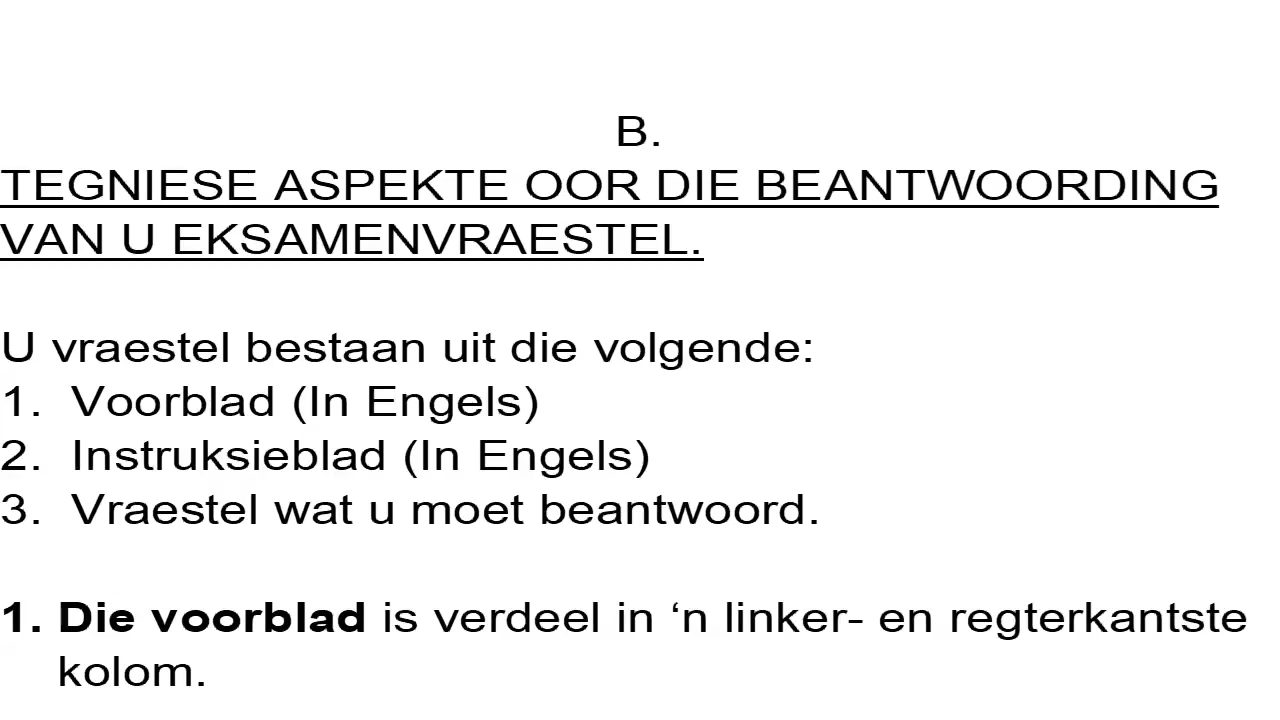 B.
TEGNIESE ASPEKTE OOR DIE BEANTWOORDING
VAN U EKSAMENVRAESTEL.
U vraestel bestaan uit die volgende:
1. Voorblad (In Engels)
2. Instruksieblad (In Engels)
3. Vraestel wat u moet beantwoord.
1. Die voorblad is verdeel in ‘n linker- en regterkantste
kolom.